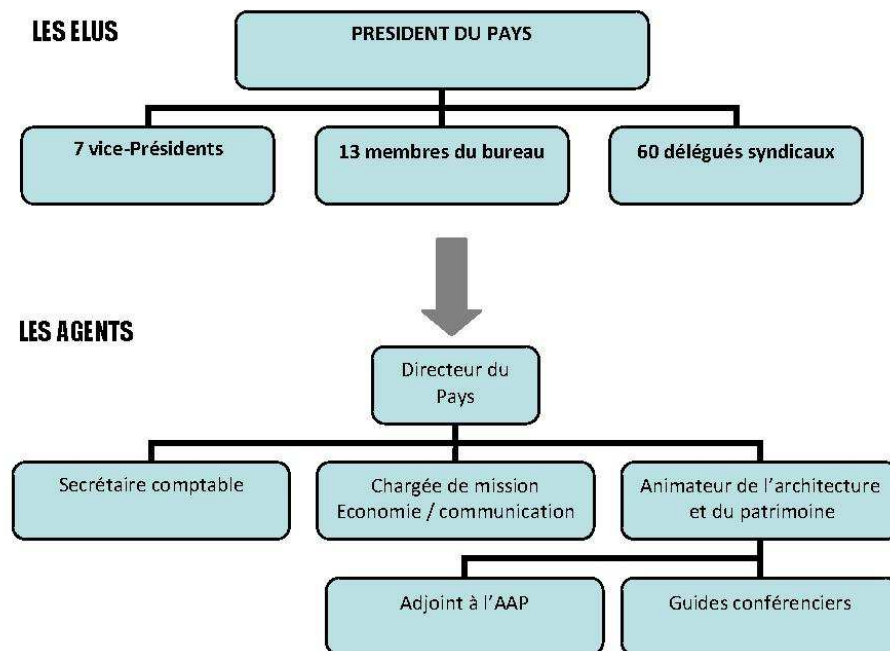 LES ELUS
PRESIDENT DU PAYS
7 vice-Présidents
13 membres du bureau
60 délégués syndicaux
LES AGENTS
Directeur du
Pays
Secrétaire comptable
Chargée de mission
Economie / communication
Animateur de l'architecture
et du patrimoine
Adjoint à l'AAP
Guides conférenciers